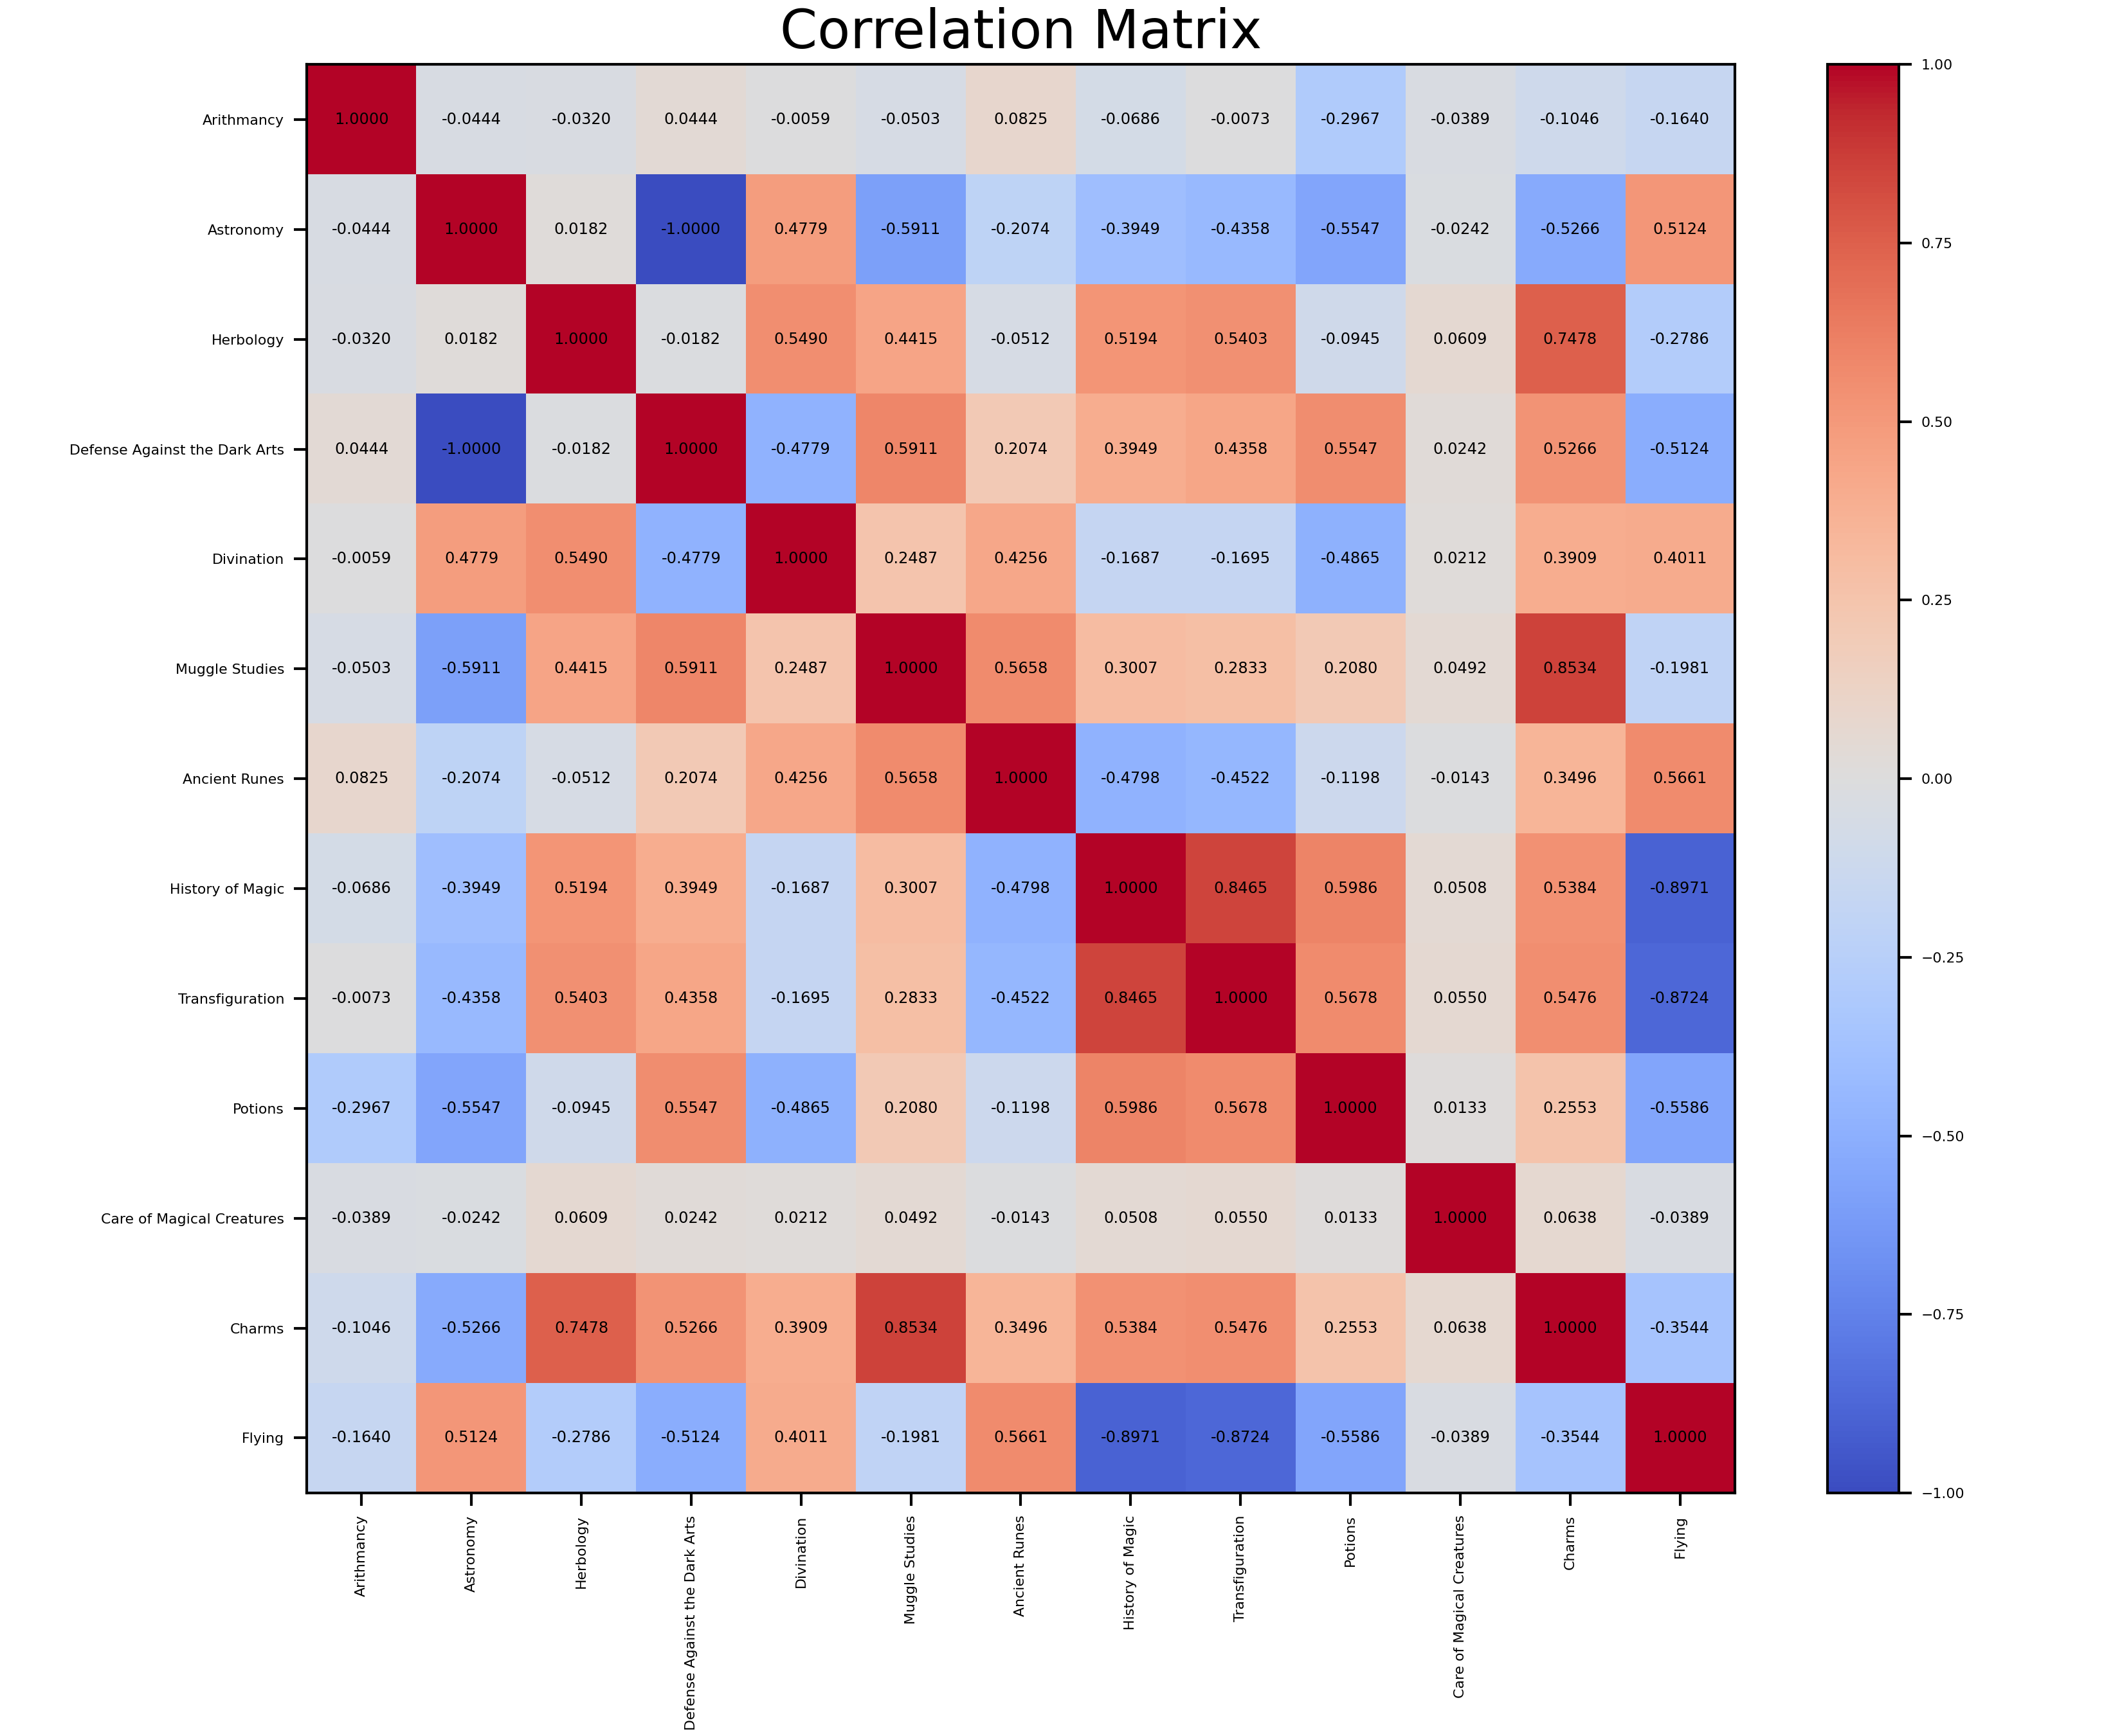 Correlation Matrix
Arithmancy 1.0000 -0.0444 -0.0320 0.0444 -0.0059 -0.0503 0.0825 -0.0686 -0.0073 -0.2967 -0.0389 -0.1046 -0.1640
Astronomy -0.0444 1.0000 0.0182 -1.0000 0.4779 -0.5911 -0.2074 -0.3949 -0.4358 -0.5547 -0.0242 -0.5266 0.5124
Herbology -0.0320 0.0182 1.0000 -0.0182 0.5490 0.4415 -0.0512 0.5194 0.5403 -0.0945 0.0609 0.7478 -0.2786
Defense Against the Dark Arts 0.0444 -1.0000 -0.0182 1.0000 -0.4779 0.5911 0.2074 0.3949 0.4358 0.5547 0.0242 0.5266 -0.5124
Divination -0.0059 0.4779 0.5490 -0.4779 1.0000 0.2487 0.4256 -0.1687 -0.1695 -0.4865 0.0212 0.3909 0.4011
Muggle Studies -0.0503 -0.5911 0.4415 0.5911 0.2487 1.0000 0.5658 0.3007 0.2833 0.2080 0.0492 0.8534 -0.1981
Ancient Runes 0.0825 -0.2074 -0.0512 0.2074 0.4256 0.5658 1.0000 -0.4798 -0.4522 -0.1198 -0.0143 0.3496 0.5661
History of Magic -0.0686 -0.3949 0.5194 0.3949 -0.1687 0.3007 -0.4798 1.0000 0.8465 0.5986 0.0508 0.5384 -0.8971
Transfiguration -0.0073 -0.4358 0.5403 0.4358 -0.1695 0.2833 -0.4522 0.8465 1.0000 0.5678 0.0550 0.5476 -0.8724
Potions -0.2967 -0.5547 -0.0945 0.5547 -0.4865 0.2080 -0.1198 0.5986 0.5678 1.0000 0.0133 0.2553 -0.5586
Care of Magical Creatures -0.0389 -0.0242 0.0609 0.0242 0.0212 0.0492 -0.0143 0.0508 0.0550 0.0133 1.0000 0.0638 -0.0389
Charms -0.1046 -0.5266 0.7478 0.5266 0.3909 0.8534 0.3496 0.5384 0.5476 0.2553 0.0638 1.0000 -0.3544
Flying -0.1640 0.5124 -0.2786 -0.5124 0.4011 -0.1981 0.5661 -0.8971 -0.8724 -0.5586 -0.0389 -0.3544 1.0000
Arithmancy
Astronomy
Herbology
Defense Against the Dark Arts
Divination
Muggle Studies
Ancient Runes
History of Magic
Transfiguration
Potions
Care of Magical Creatures
Charms
Flying
1.00
0.75
0.50
0.25
0.00
−0.25
−0.50
−0.75
−1.00